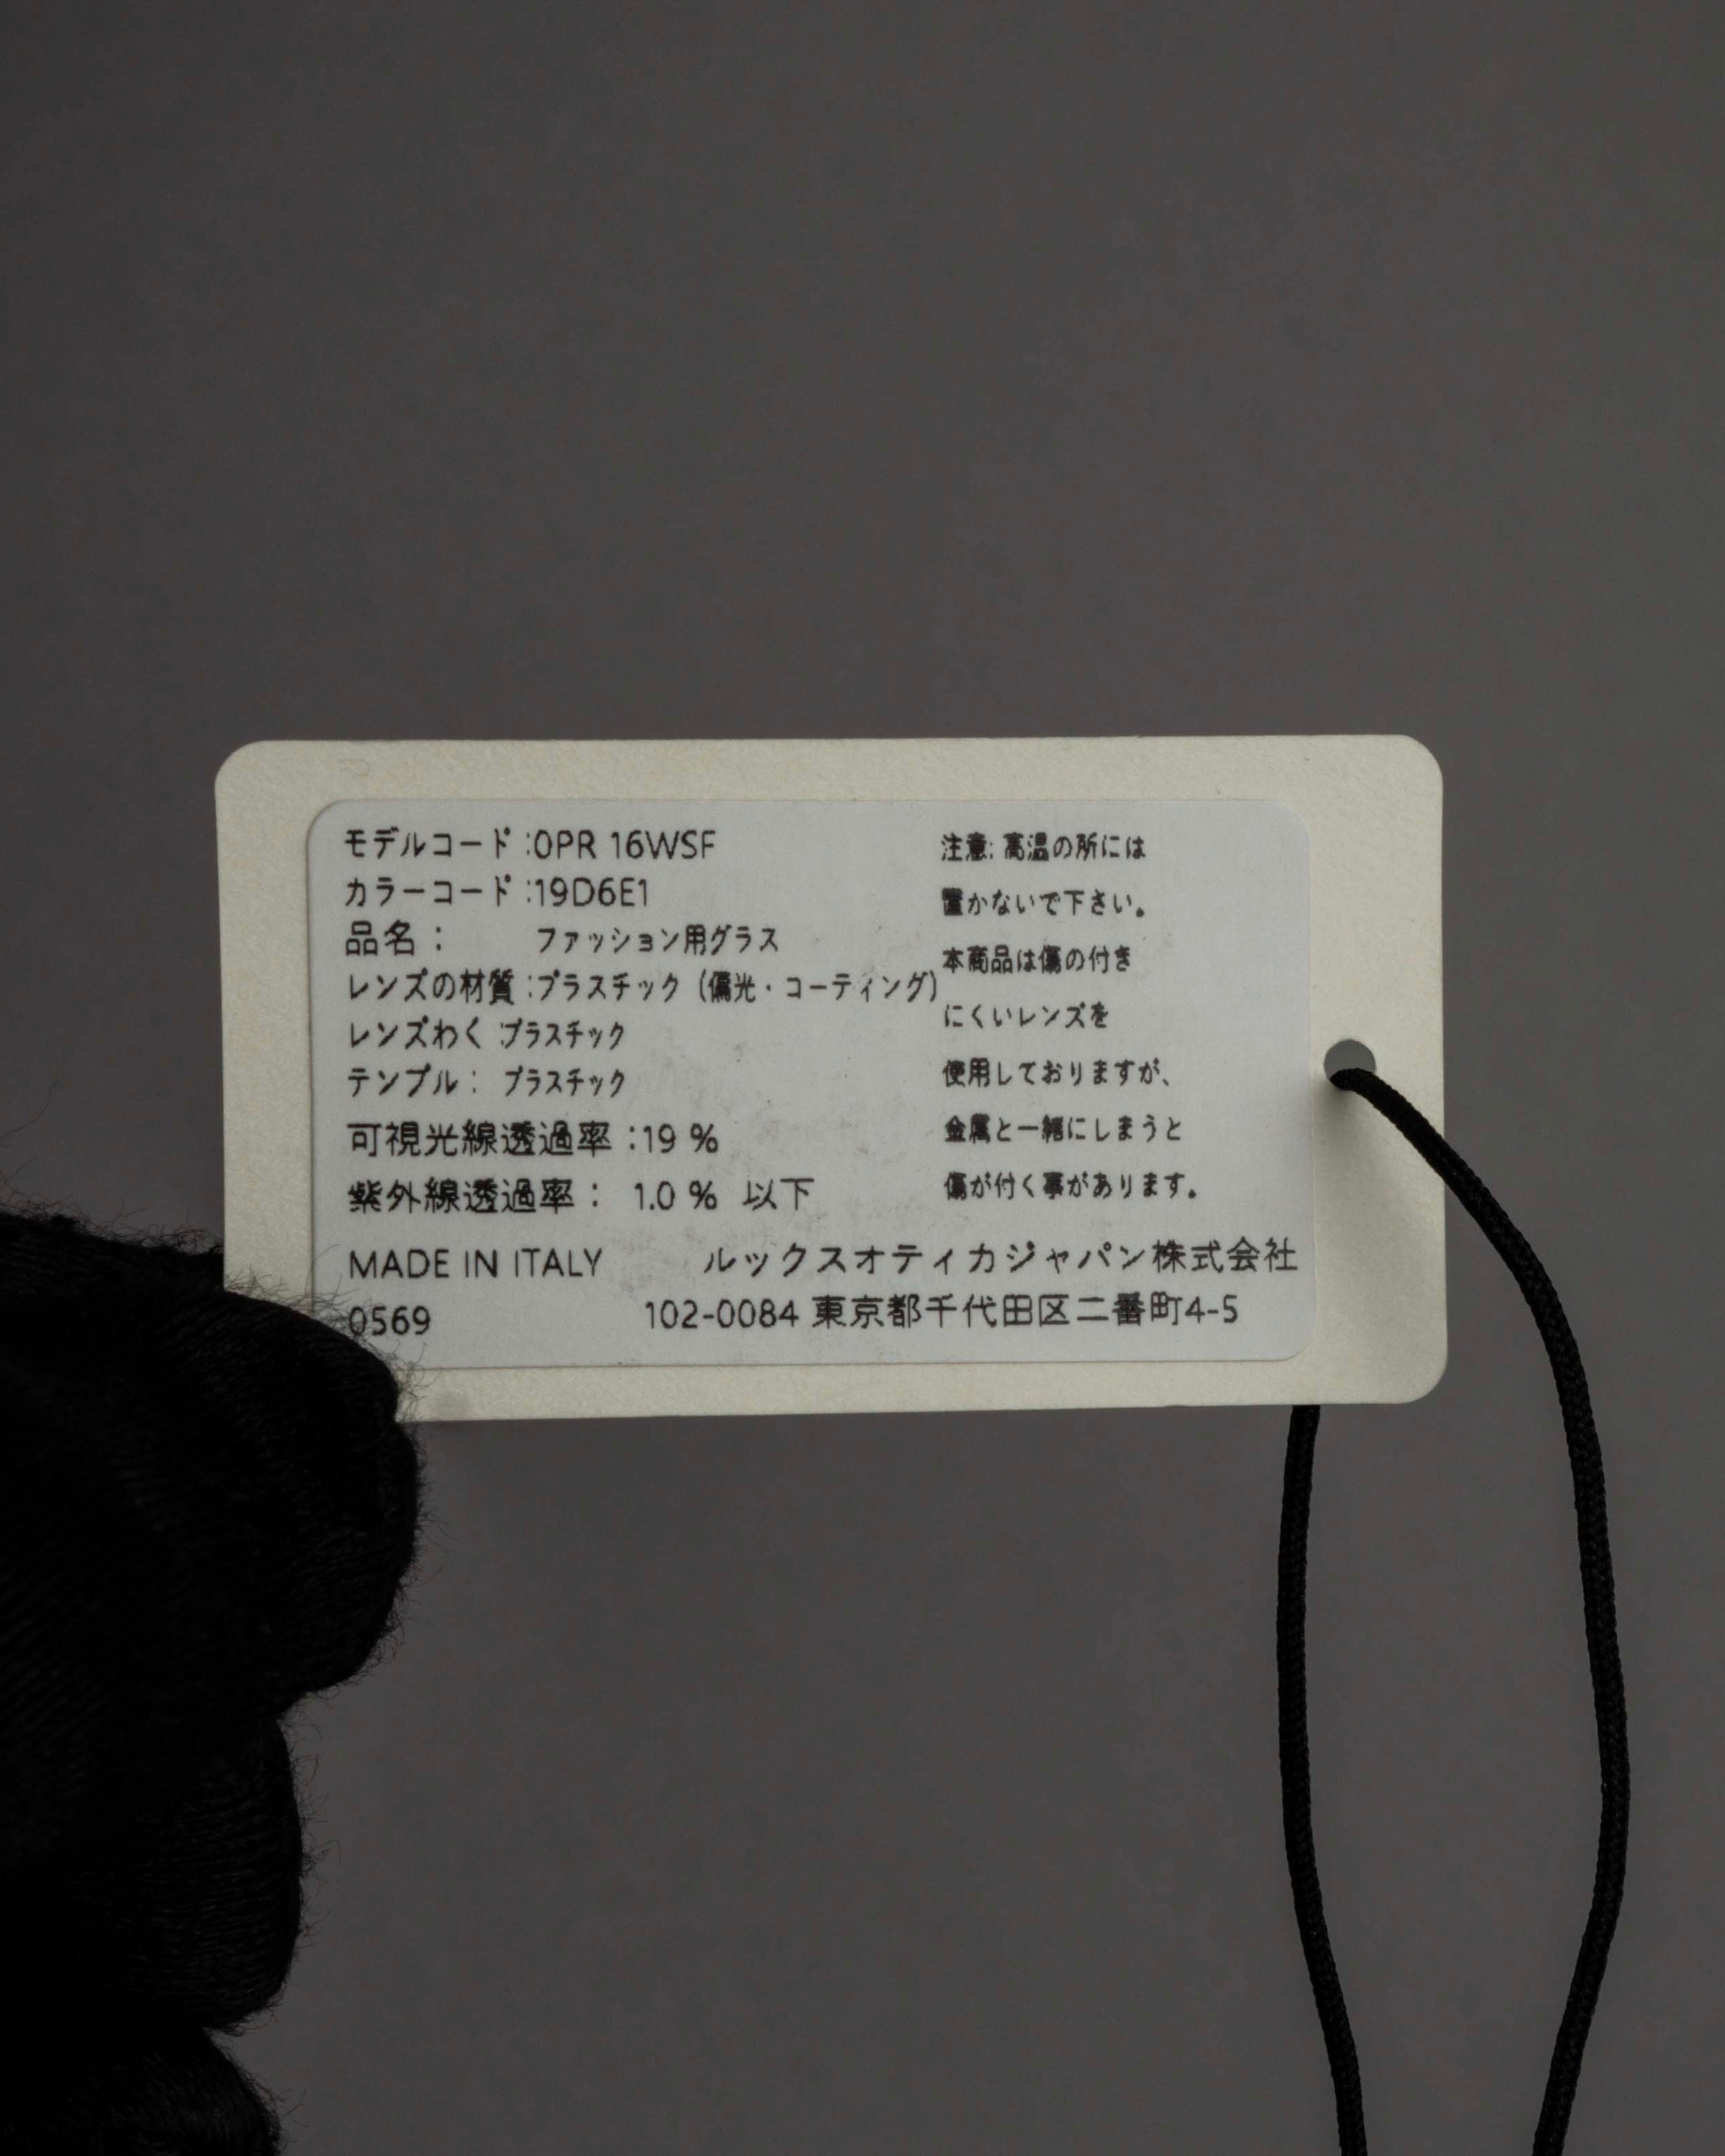 モデルコード :0PR 16WSF
カラーコード :19D6E1
品名： ファッション用グラス
レンズの材質 :プラスチック (偏光・コーティング)
レンズわく :プラスチック
テンプル： プラスチック
可視光線透過率 :19 %
紫外線透過率： 1.0 % 以下
MADE IN ITALY
0569
注意: 高温の所には
置かないで下さい。
本商品は傷の付き
にくいレンズを
使用しておりますが、
金属と一緒にしまうと
傷が付く事があります。
ルックスオティカジャパン株式会社
102-0084 東京都千代田区二番町4-5